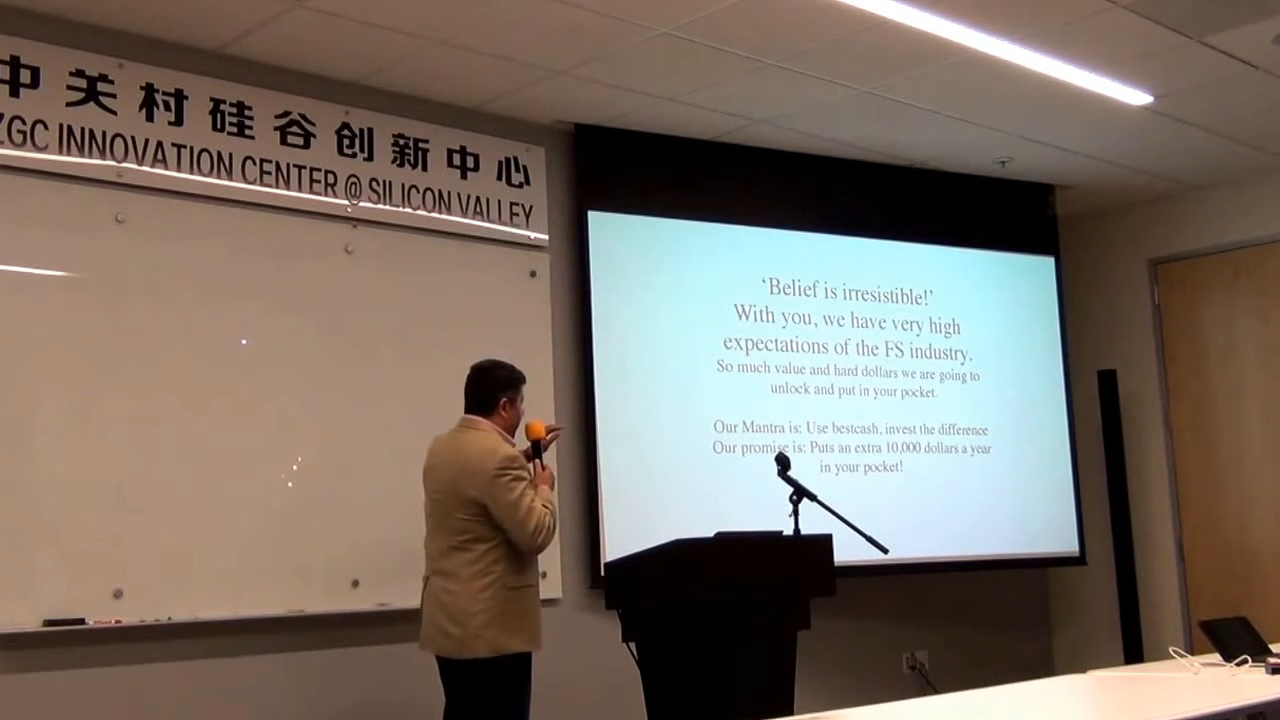 中关村硅谷创新中心
ZGC INNOVATION CENTER @ SILICON VALLEY
‘Belief is irresistible!’
With you, we have very high
expectations of the FS industry.
So much value and hard dollars we are going to
unlock and put in your pocket.
Our Mantra is: Use bestcash, invest the difference
Our promise is: Puts an extra 10,000 dollars a year
in your pocket!